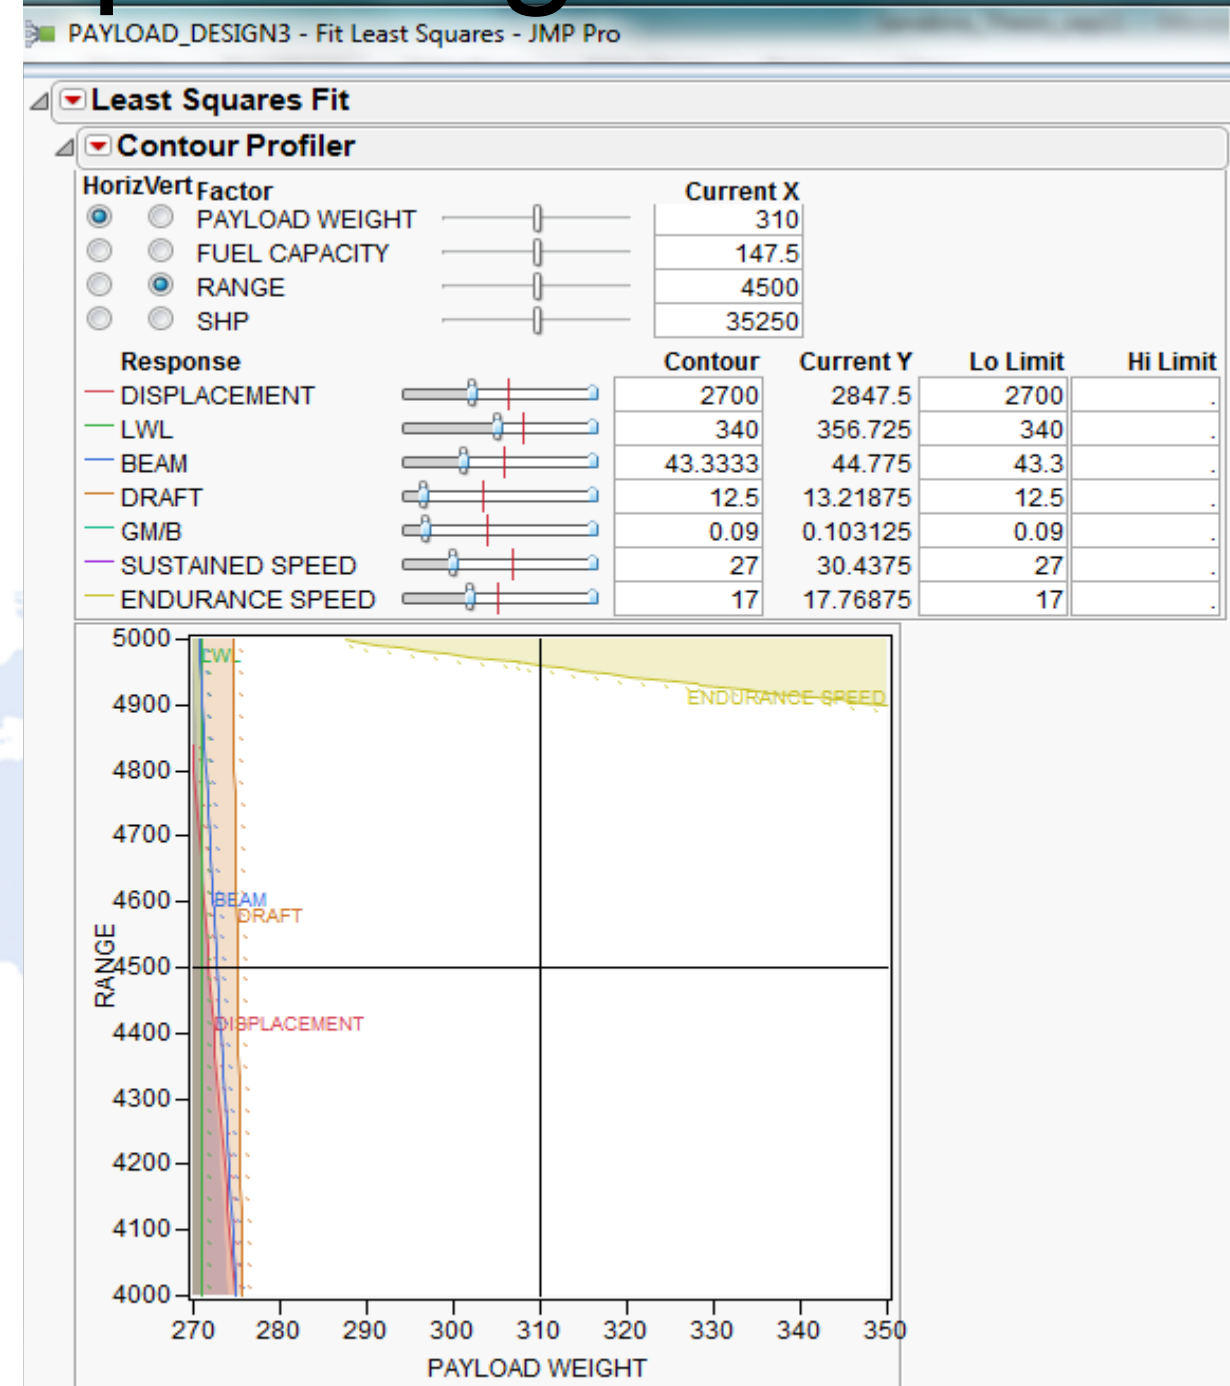 PAYLOAD_DESIGN3 - Fit Least Squares - JMP Pro
Least Squares Fit
Contour Profiler
Horiz Vert Factor Current X
PAYLOAD WEIGHT 310
FUEL CAPACITY 147.5
RANGE 4500
SHP 35250
Response Contour Current Y Lo Limit Hi Limit
DISPLACEMENT 2700 2847.5 2700 .
LWL 340 356.725 340 .
BEAM 43.3333 44.775 43.3 .
DRAFT 12.5 13.21875 12.5 .
GM/B 0.09 0.103125 0.09 .
SUSTAINED SPEED 27 30.4375 27 .
ENDURANCE SPEED 17 17.76875 17 .
5000
LWL
4900
ENDURANCE SPEED
4800
4700
4600
BEAM
DRAFT
RANGE
4500
4400
DISPLACEMENT
4300
4200
4100
4000
270 280 290 300 310 320 330 340 350
PAYLOAD WEIGHT